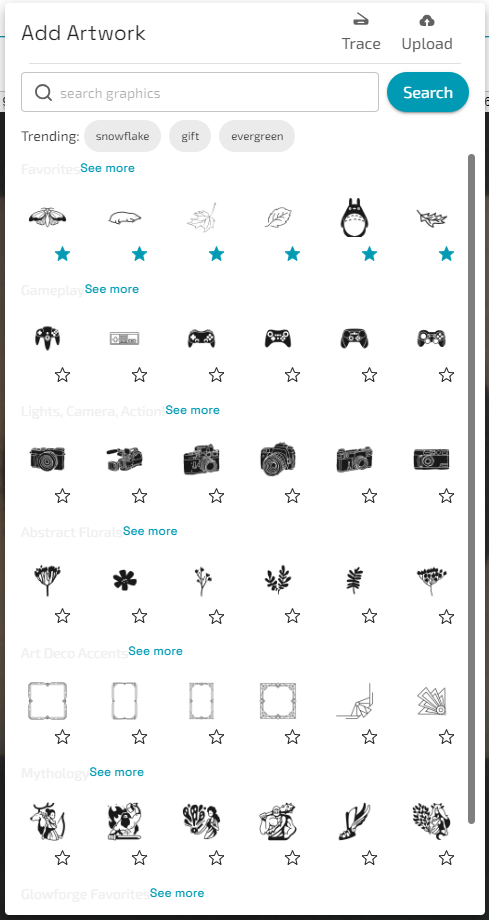 Add Artwork
Trace
Upload
search graphics
Search
Trending: snowflake gift evergreen
Favorites See more
Gameplay See more
Lights, Camera, Action! See more
Abstract Florals See more
Art Deco Accents See more
Mythology See more
Glowforge Favorites See more